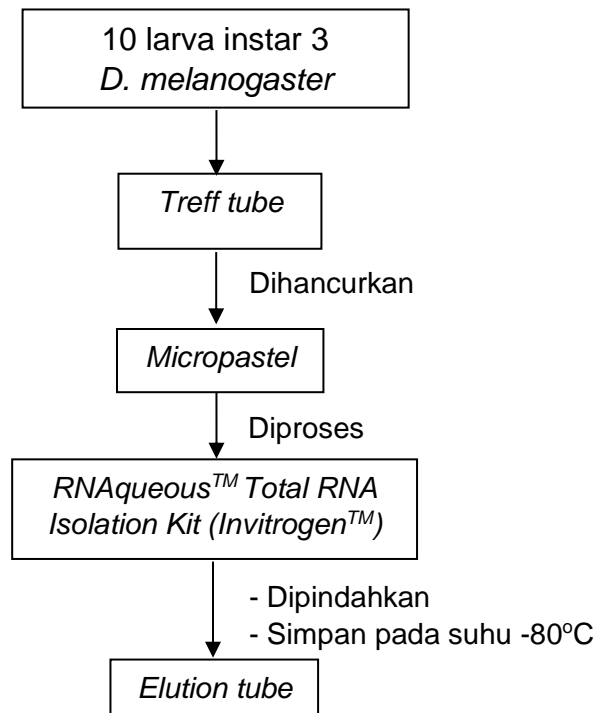 10 larva instar 3
D. melanogaster
Treff tube
Dihancurkan
Micropastel
Diproses
RNAqueous™ Total RNA
Isolation Kit (Invitrogen™)
- Dipindahkan
- Simpan pada suhu -80ºC
Elution tube